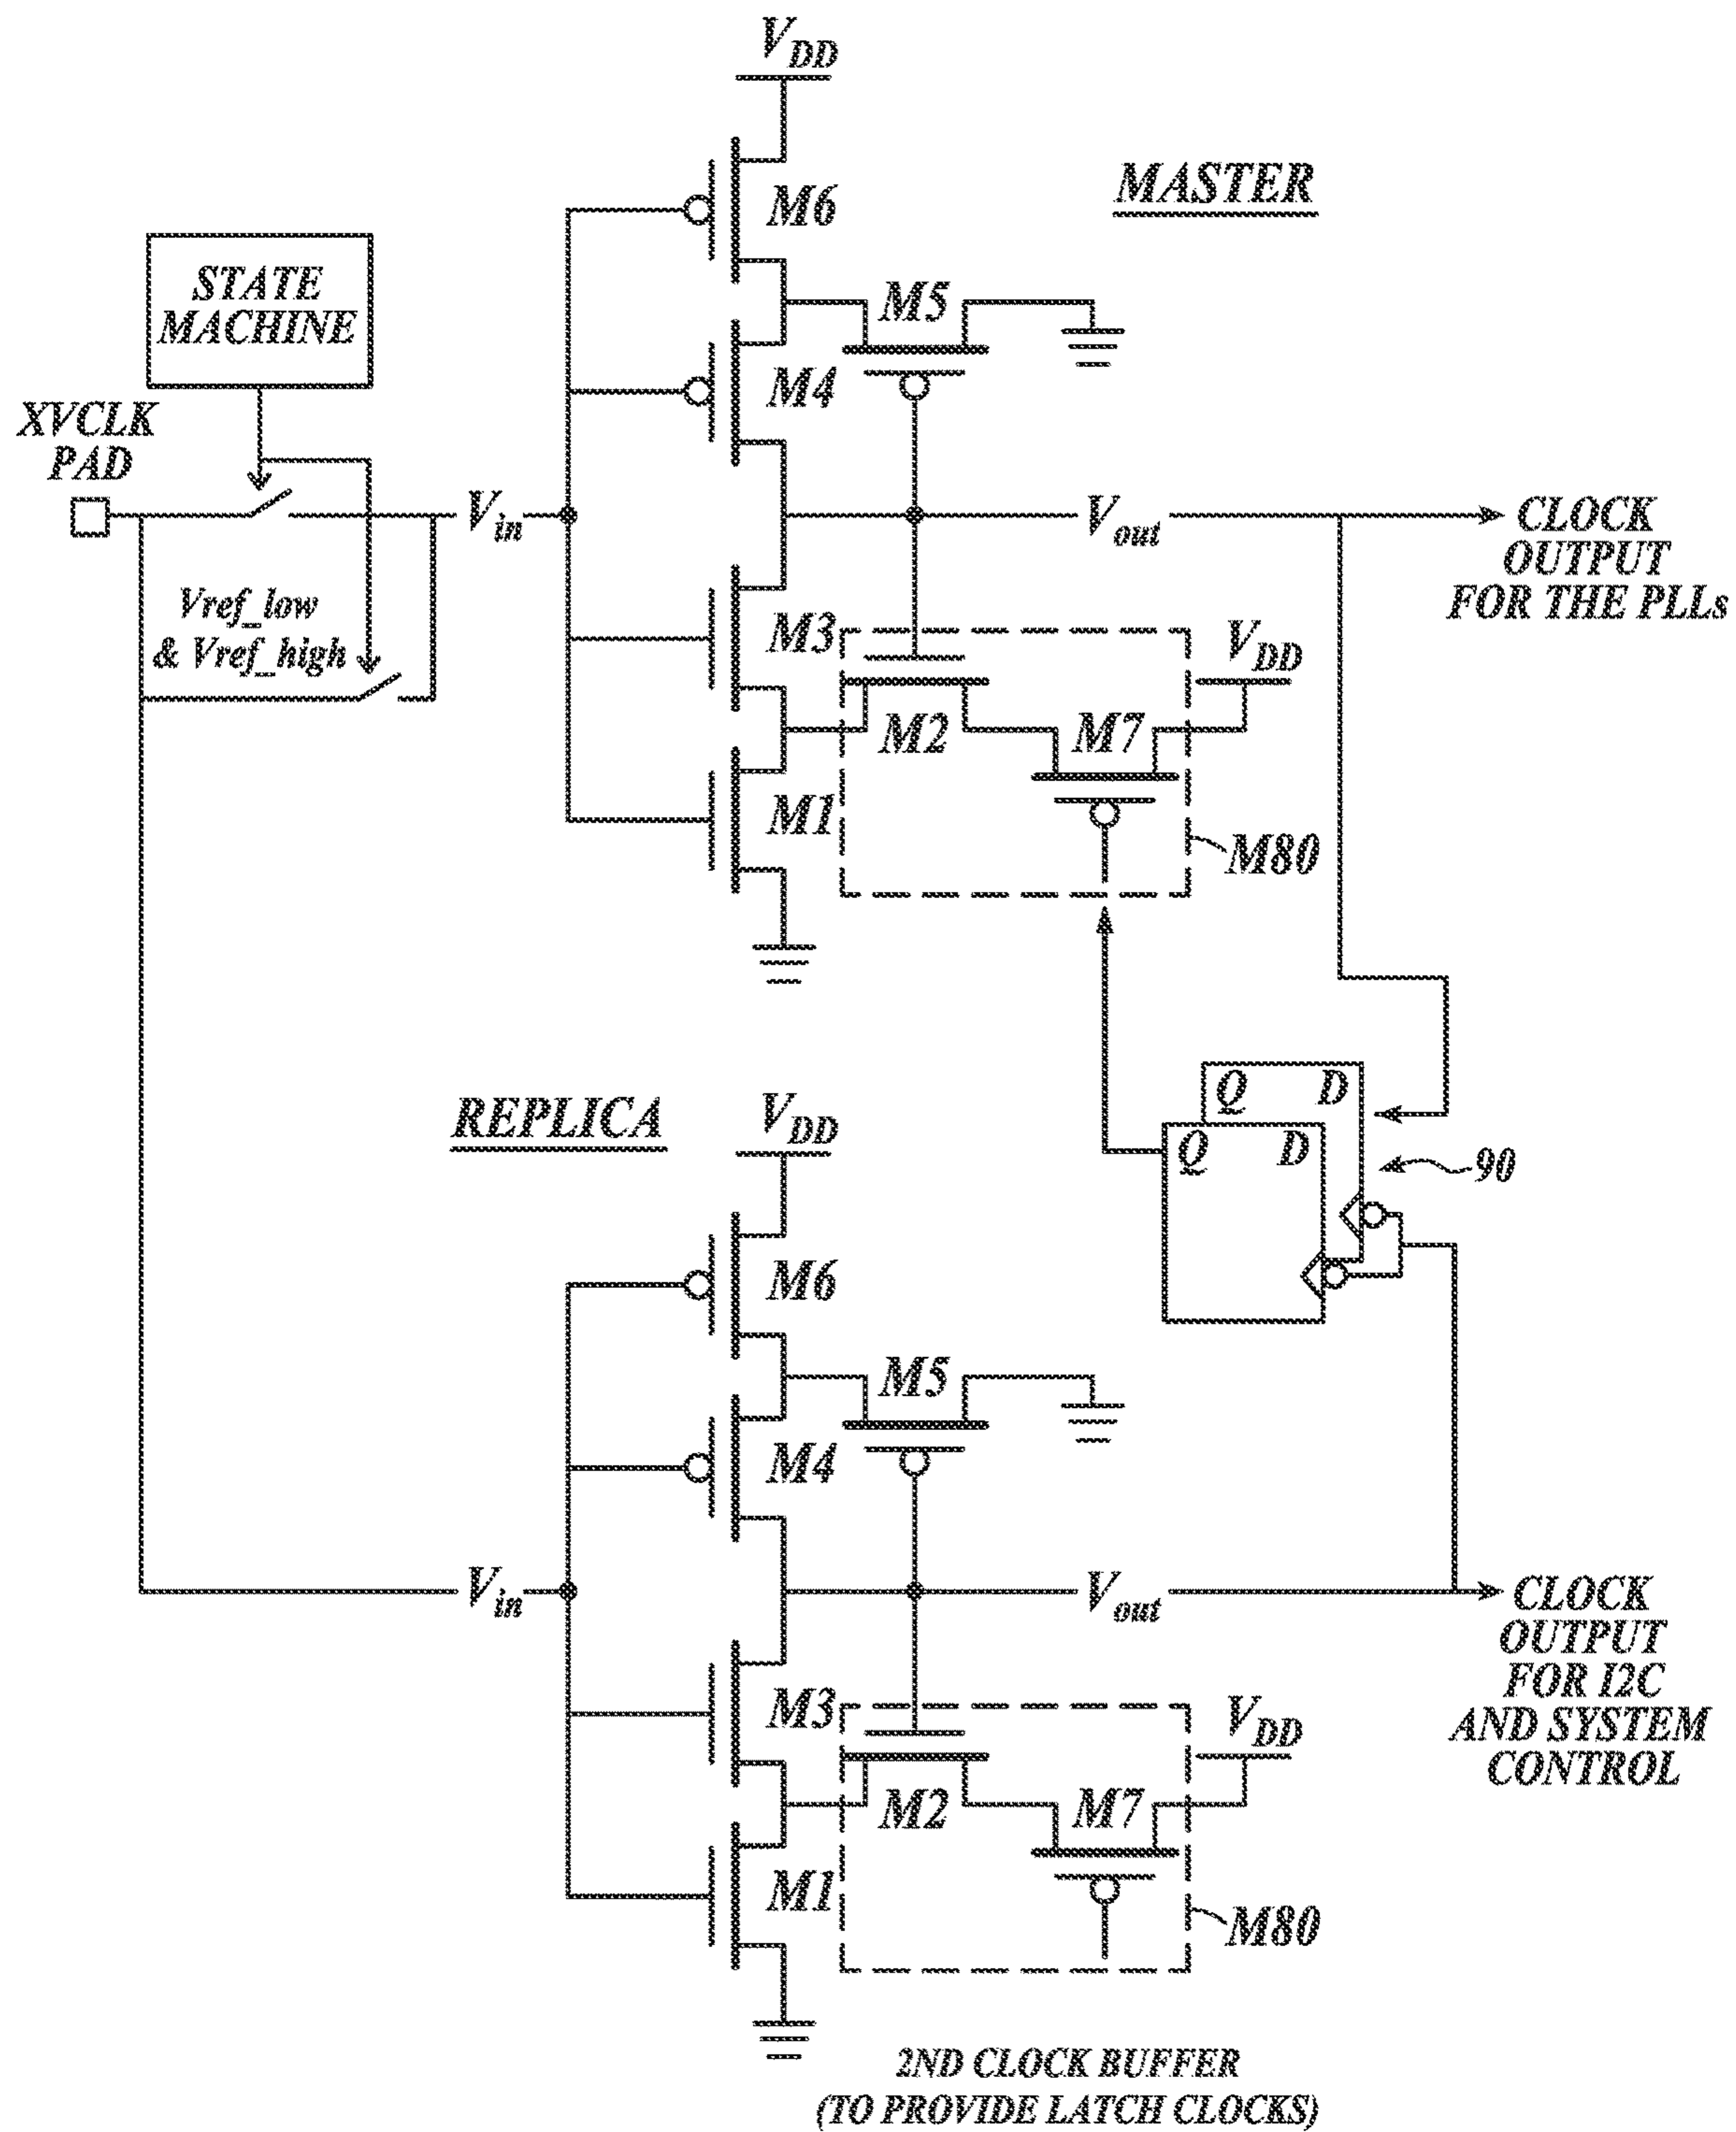 VDD
MASTER
M6
STATE
MACHINE
M5
M4
XVCLK
PAD
Vin
Vout
CLOCK
OUTPUT
FOR THE PLLs
Vref_low
& Vref_high
M3
VDD
M2
M7
M1
M80
Q D
Q D
90
REPLICA
VDD
M6
M5
M4
Vin
Vout
CLOCK
OUTPUT
FOR I2C
AND SYSTEM
CONTROL
M3
VDD
M2
M7
M1
M80
2ND CLOCK BUFFER
(TO PROVIDE LATCH CLOCKS)